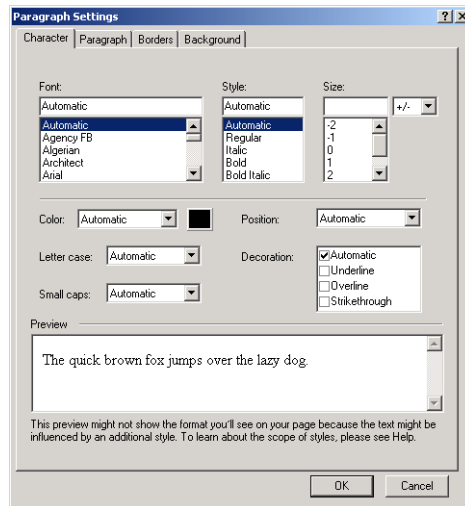 Paragraph Settings
Character Paragraph Borders Background
Font: Style: Size:
Automatic Automatic +/-
Automatic Automatic -2
Agency FB Regular -1
Algerian Italic 0
Architect Bold 1
Arial Bold Italic 2
Color: Automatic Position: Automatic
Letter case: Automatic Decoration: Automatic
Underline
Overline
Small caps: Automatic Strikethrough
Preview
The quick brown fox jumps over the lazy dog.
This preview might not show the format you'll see on your page because the text might be
influenced by an additional style. To learn about the scope of styles, please see Help.
OK Cancel